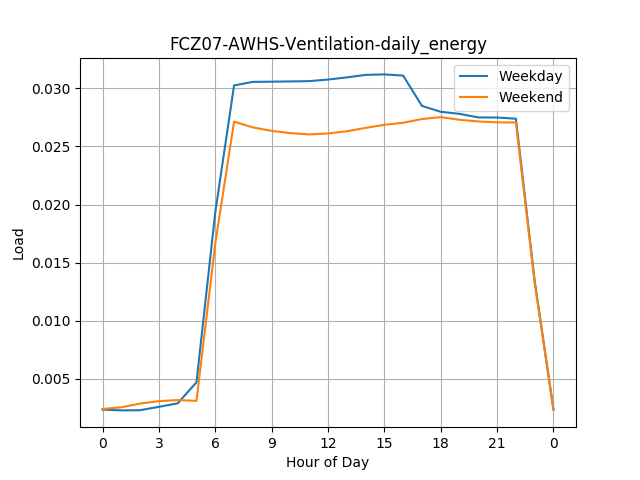 FCZ07-AWHS-Ventilation-daily_energy
Weekday
Weekend
0.030
0.025
0.020
0.015
0.010
0.005
Load
0 3 6 9 12 15 18 21 0
Hour of Day